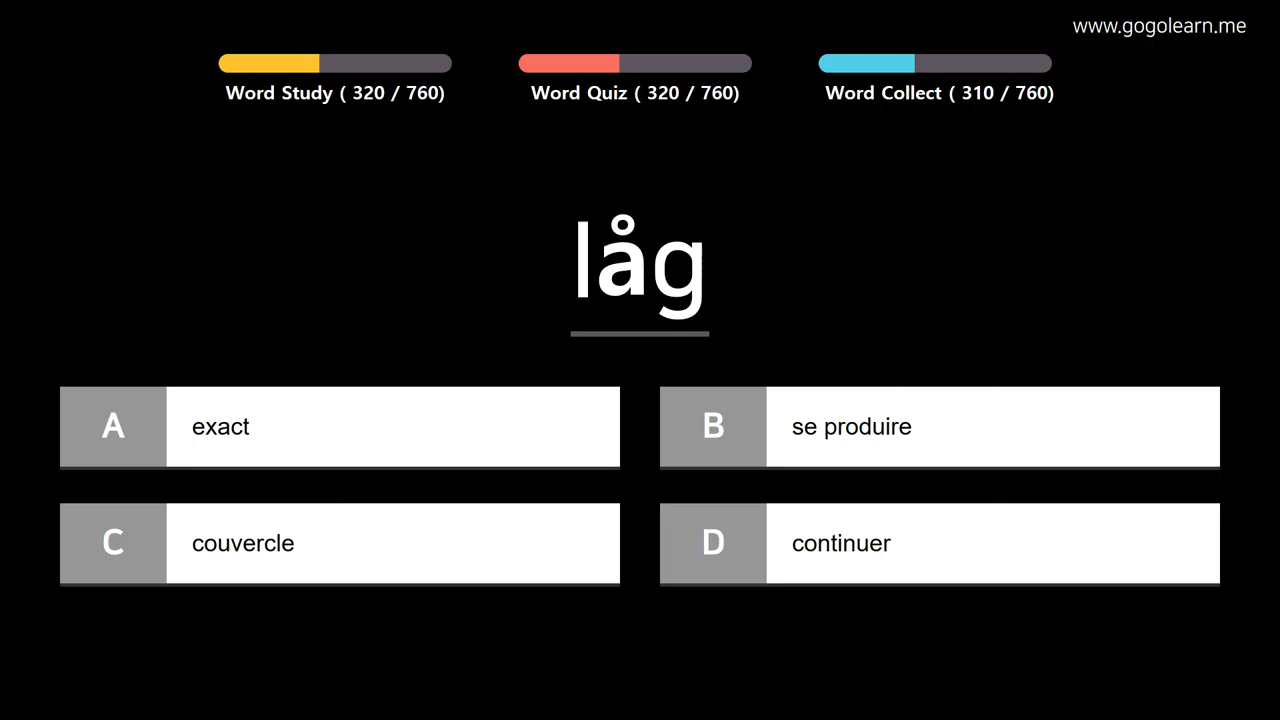 www.gogolearn.me
Word Study ( 320 / 760)
Word Quiz ( 320 / 760)
Word Collect ( 310 / 760)
låg
A exact
B se produire
C couvercle
D continuer